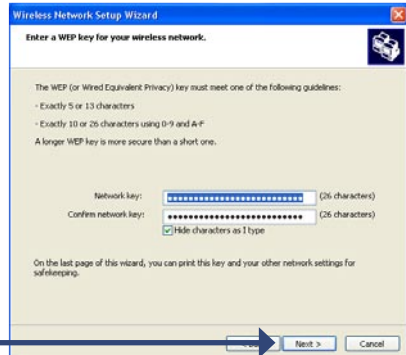 Wireless Network Setup Wizard
Enter a WEP key for your wireless network.
The WEP (or Wired Equivalent Privacy) key must meet one of the following guidelines:
- Exactly 5 or 13 characters
- Exactly 10 or 26 characters using 0-9 and A-F
A longer WEP key is more secure than a short one.
Network key: •••••••••••••••••••••••••• (26 characters)
Confirm network key: •••••••••••••••••••••••••• (26 characters)
Hide characters as I type
On the last page of this wizard, you can print this key and your other network settings for
safekeeping.
Next > Cancel